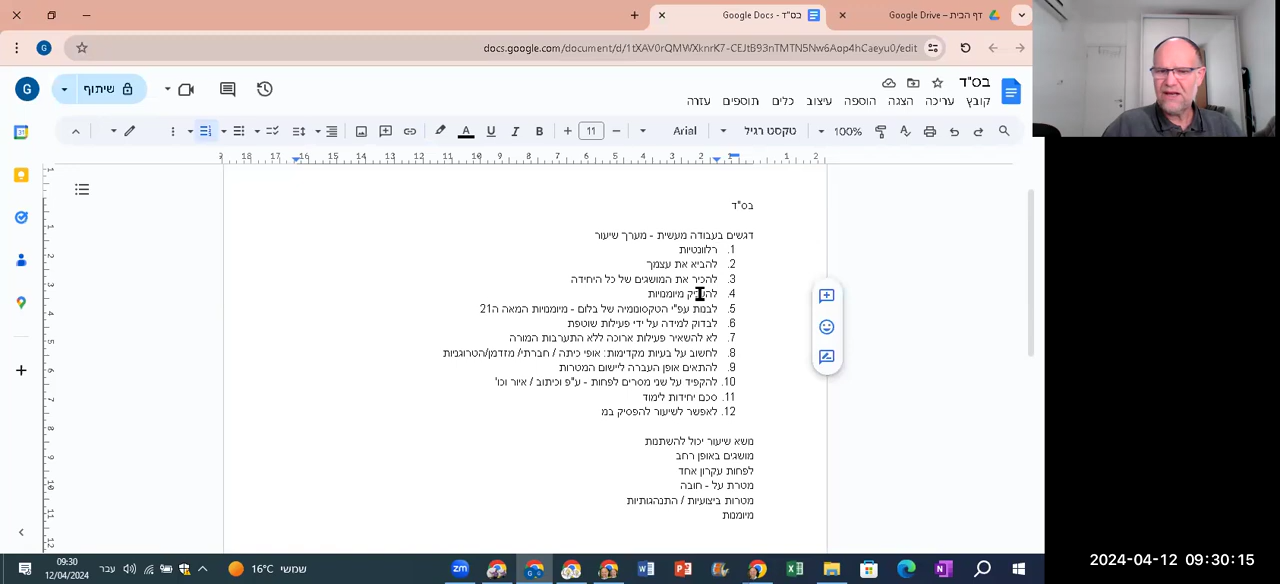 דף הבית – Google Drive
בס"ד - Google Docs
docs.google.com/document/d/1tXAV0rQMWXknrK7-CEJtB93nTMTN5Nw6Aop4hCaeyu0/edit
בס"ד
קובץ עריכה הצגה הוספה עיצוב כלים תוספים עזרה
שיתוף
G
100% טקסט רגיל Arial 11
בס"ד
דגשים בעבודה מעשית - מערך שיעור
1. רלוונטיות
2. להביא את עצמך
3. להכיר את המושגים של כל היחידה
4. מיומנויות
5. לבנות עפ"י הטקסונומיה של בלום - מיומנויות המאה ה21
6. לבדוק למידה על ידי פעילות שוטפת
7. לא להשאיר פעילות ארוכה ללא התערבות המורה
8. לחשוב על בעיות מקדימות: אופי כיתה / חברתי/ מזדמן/הטרוגניות
9. להתאים אופן העברה ליישום המטרות
10. להקפיד על שני מסרים לפחות - ע"פ וכיתוב / איור וכו'
11. סכם יחידות לימוד
12. לאפשר לשיעור להפסיק במ
נושא שיעור יכול להשתנות
מושגים באופן רחב
לפחות עקרון אחד
מטרת על - חובה
מטרות ביצועיות / התנהגותיות
מיומנות
2024-04-12 09:30:15
09:30
12/04/2024
עבר
16°C שמשי